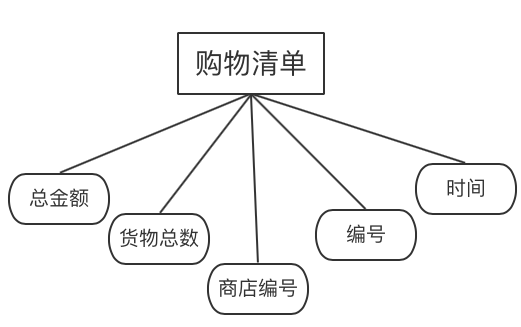 购物清单
总金额
货物总数
商店编号
编号
时间